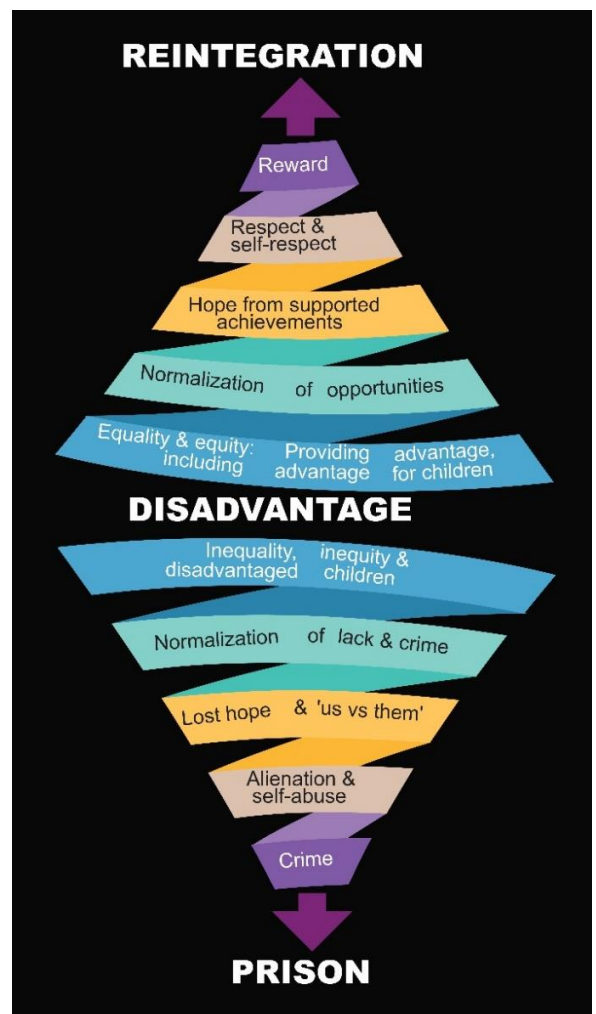 REINTEGRATION
Reward
Respect &
self-respect
Hope from supported
achievements
Normalization of opportunities
Equality & equity: Providing advantage,
including advantage for children
DISADVANTAGE
Inequality, inequity &
disadvantaged children
Normalization of lack & crime
Lost hope & 'us vs them'
Alienation &
self-abuse
Crime
PRISON